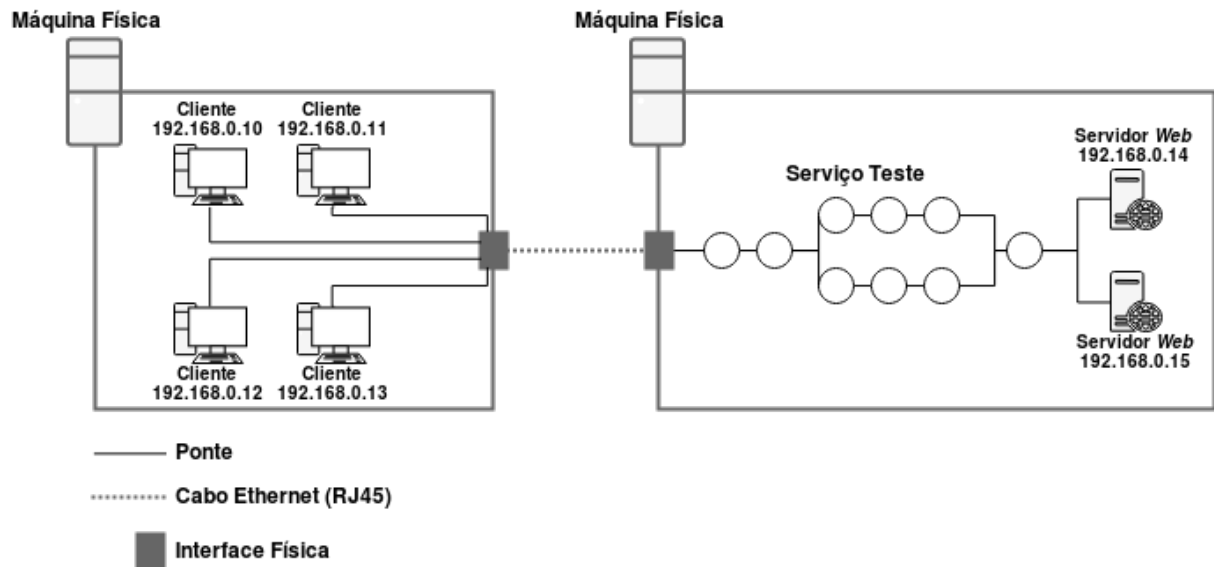 Máquina Física
Máquina Física
Cliente
192.168.0.10
Cliente
192.168.0.11
Cliente
192.168.0.12
Cliente
192.168.0.13
Serviço Teste
Servidor Web
192.168.0.14
Servidor Web
192.168.0.15
Ponte
Cabo Ethernet (RJ45)
Interface Física